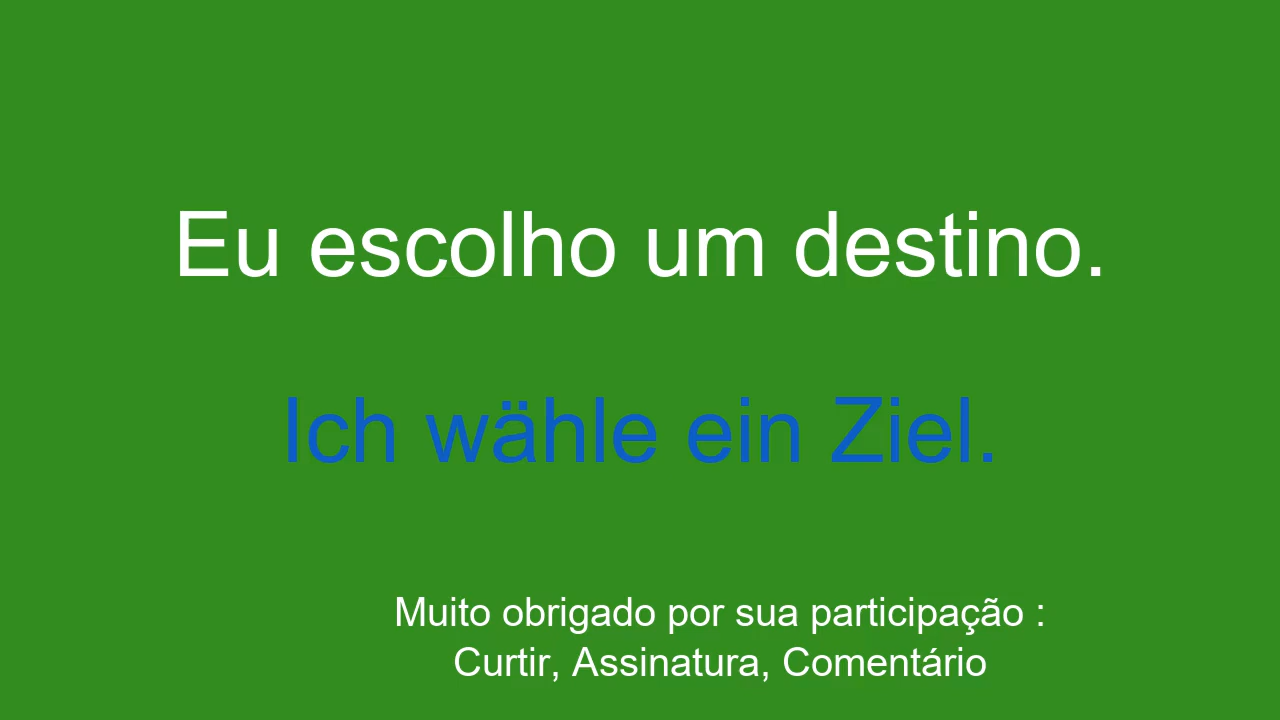 Eu escolho um destino.
Ich wähle ein Ziel.
Muito obrigado por sua participação :
Curtir, Assinatura, Comentário